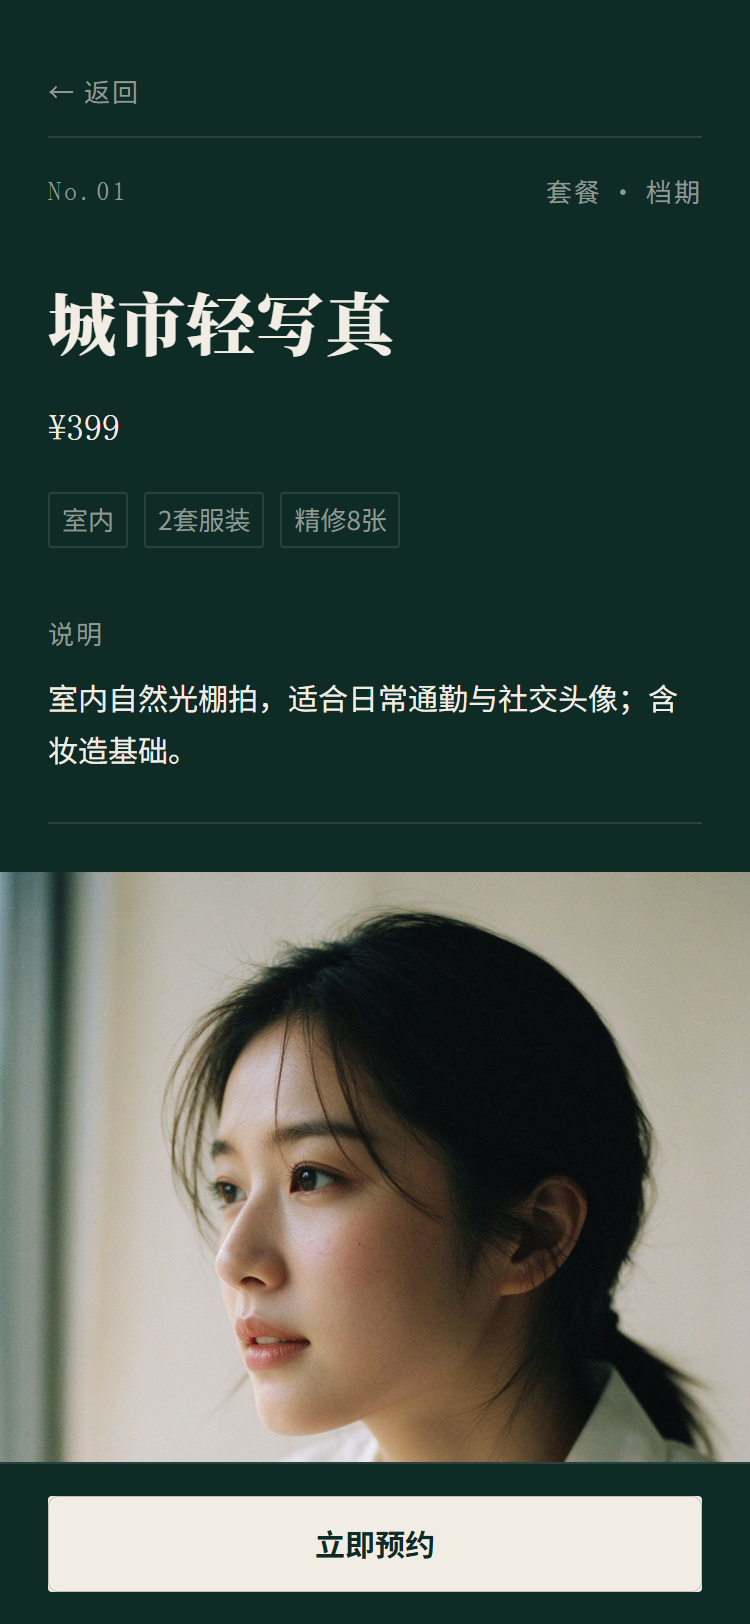 ← 返回
No.01
套餐 · 档期
城市轻写真
¥399
室内
2套服装
精修8张
说明
室内自然光棚拍，适合日常通勤与社交头像；含
妆造基础。
立即预约